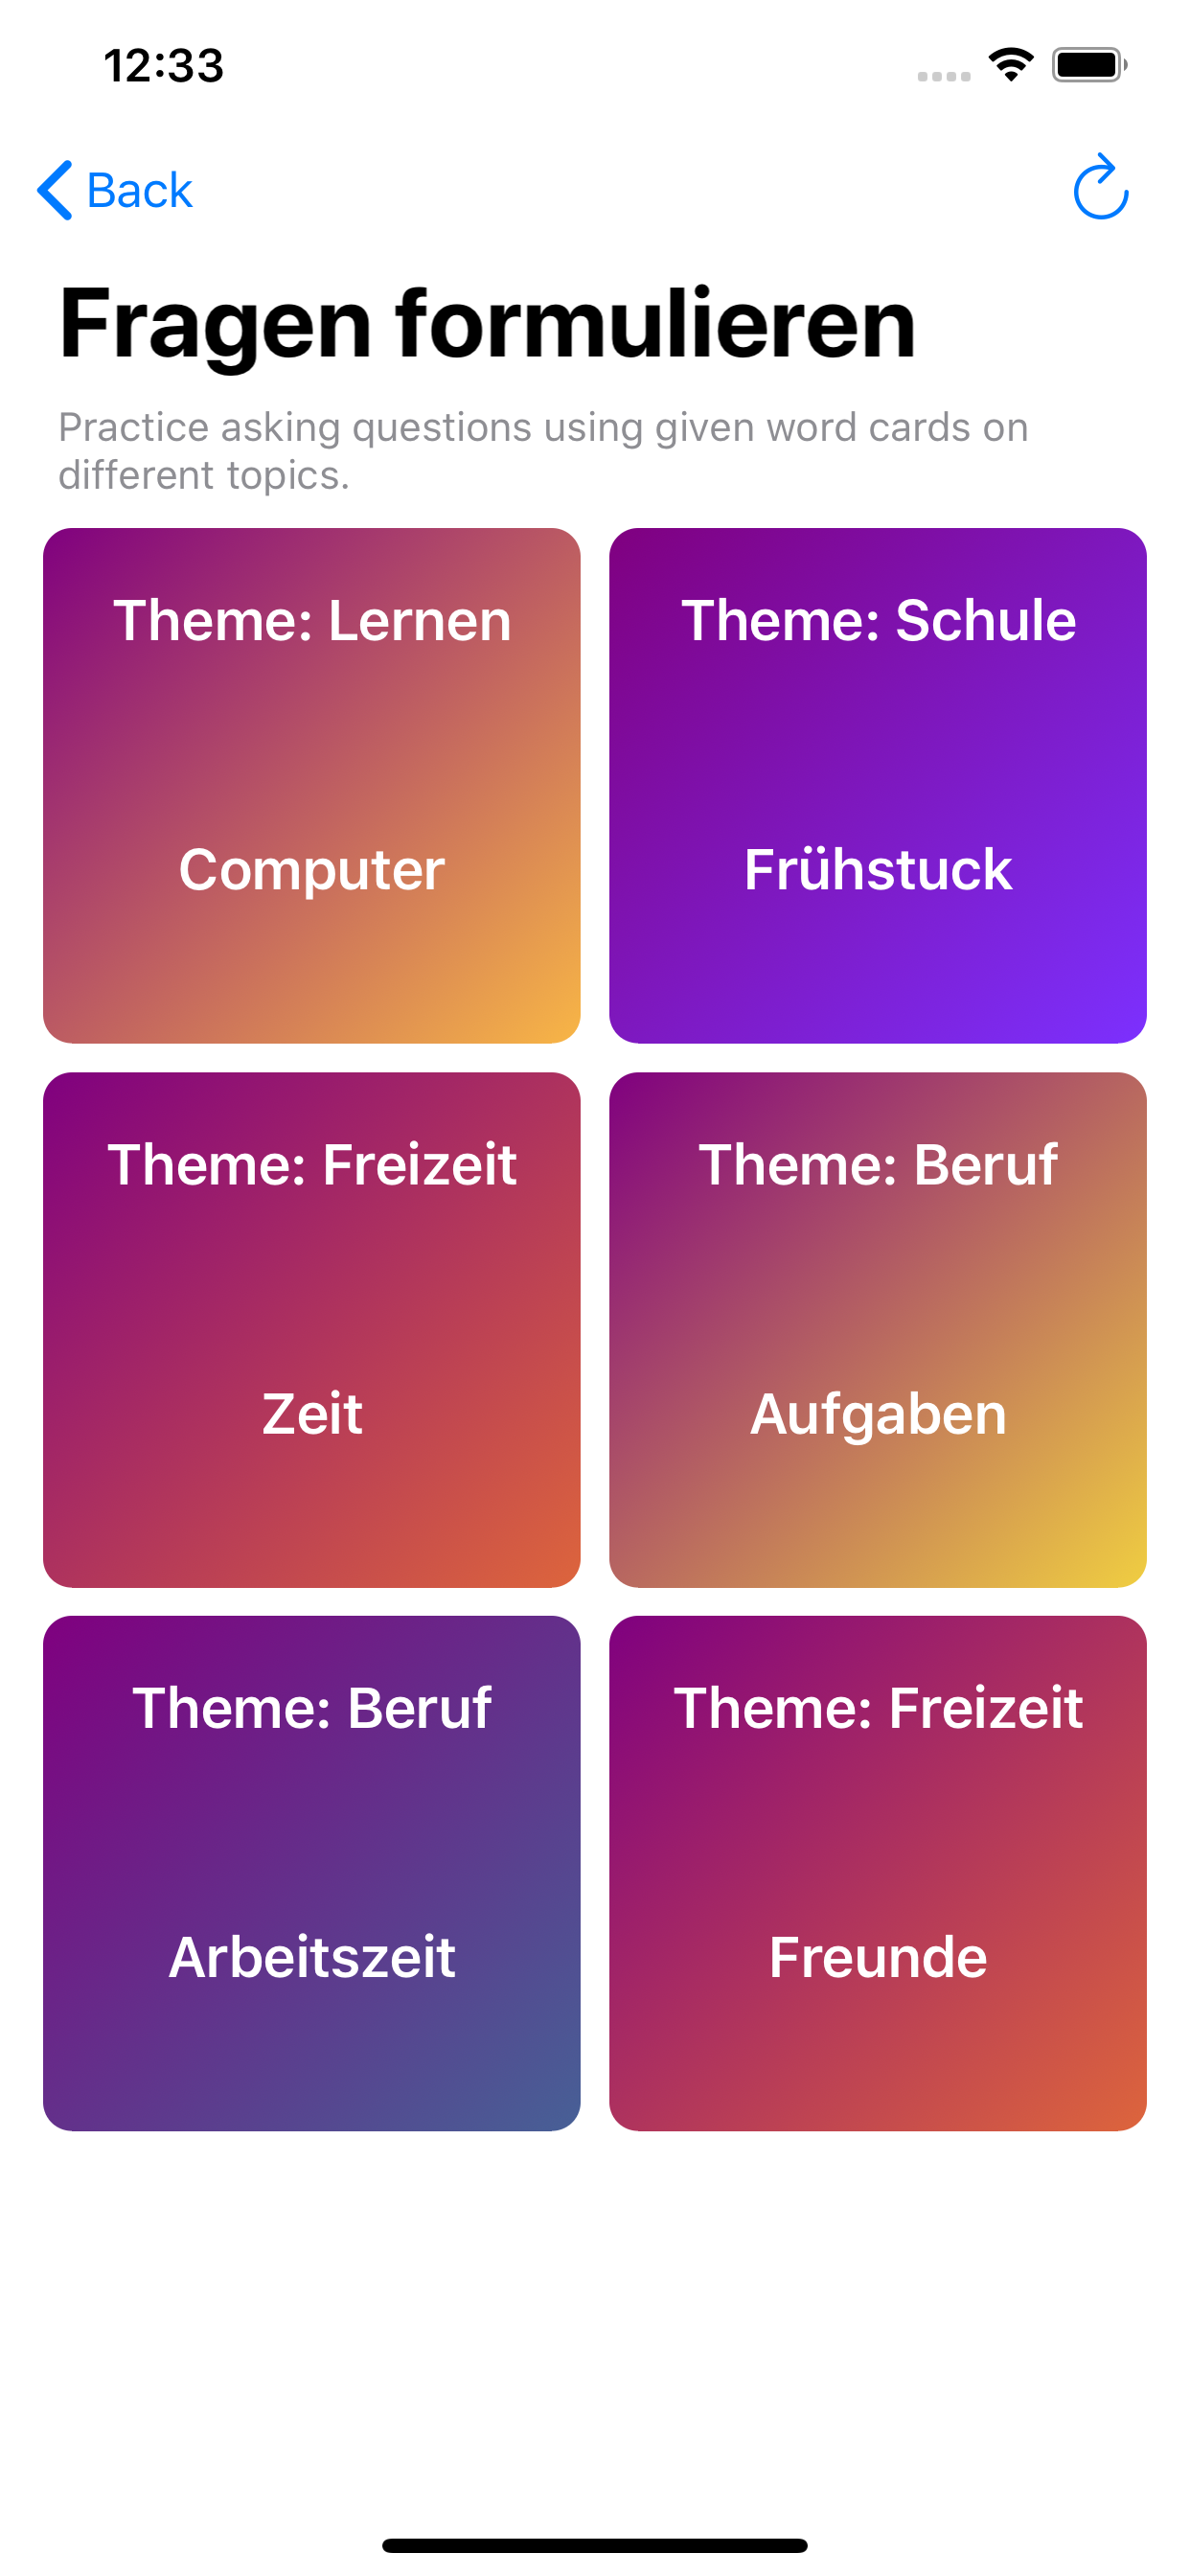 12:33
Back
Fragen formulieren
Practice asking questions using given word cards on
different topics.
Theme: Lernen
Computer
Theme: Schule
Frühstuck
Theme: Freizeit
Zeit
Theme: Beruf
Aufgaben
Theme: Beruf
Arbeitszeit
Theme: Freizeit
Freunde